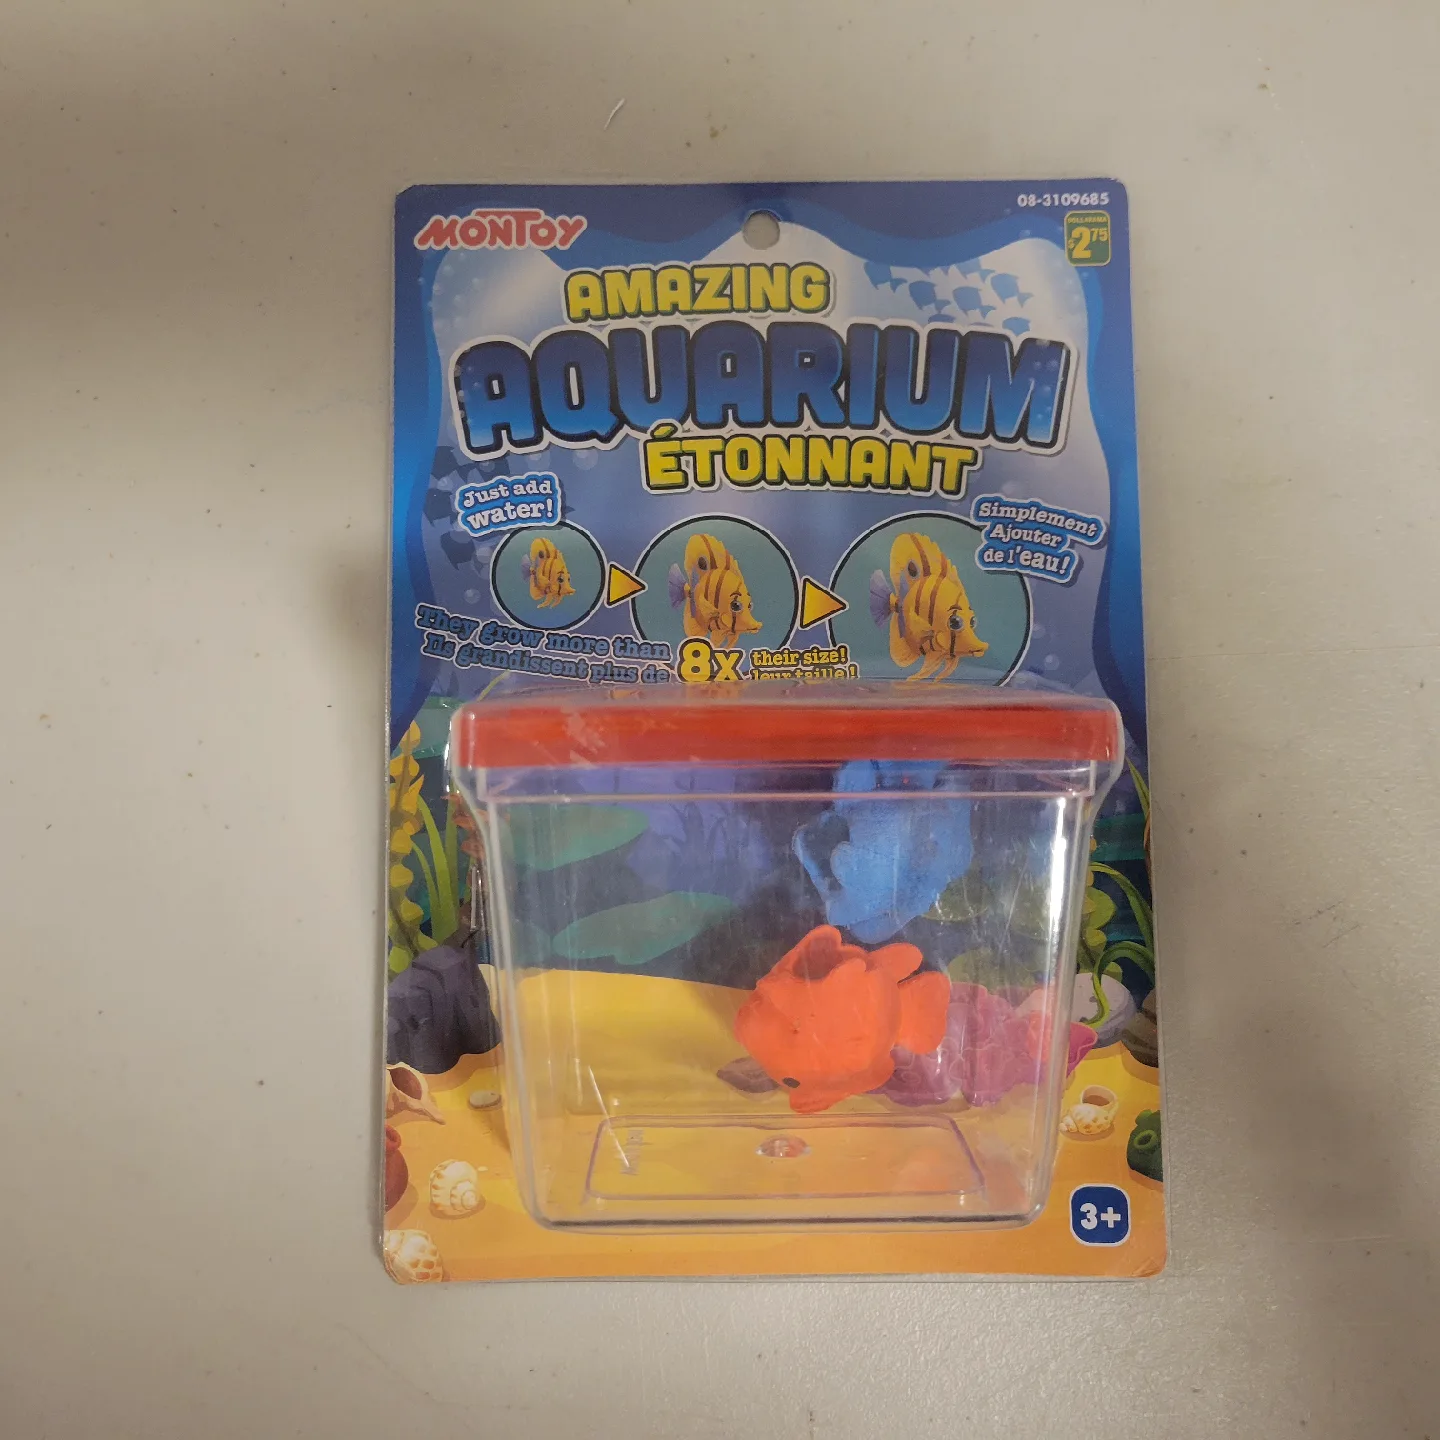 08-3109685
MONTOY
DOLLARAMA
$2.75
AMAZING
AQUARIUM
ÉTONNANT
Just add
water!
Simplement
Ajouter
de l'eau!
They grow more than 8x their size!
Ils grandissent plus de 8x leur taille!
3+